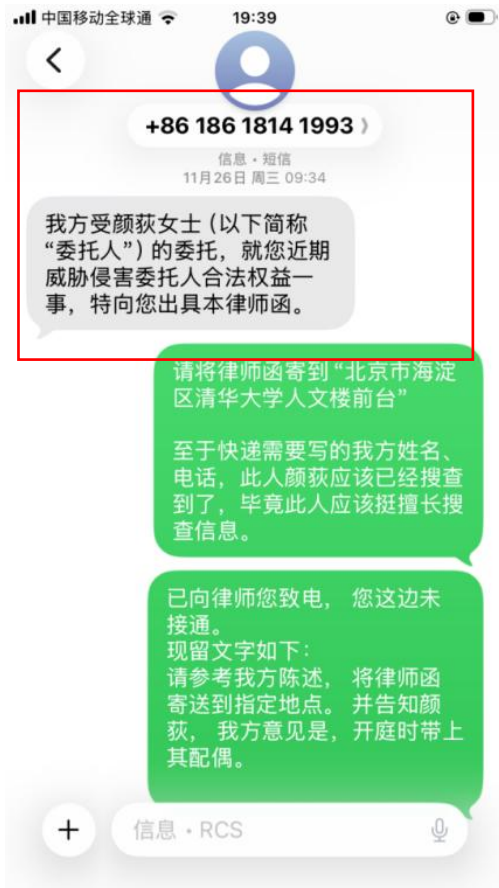 中国移动全球通
19:39
+86 186 1814 1993
信息·短信
11月26日 周三 09:34
我方受颜荻女士（以下简称
“委托人”）的委托，就您近期
威胁侵害委托人合法权益一
事，特向您出具本律师函。
请将律师函寄到“北京市海淀
区清华大学人文楼前台”
至于快递需要写的我方姓名、
电话，此人颜荻应该已经搜查
到了，毕竟此人应该挺擅长搜
查信息。
已向律师您致电， 您这边未
接通。
现留文字如下：
请参考我方陈述， 将律师函
寄送到指定地点。 并告知颜
荻， 我方意见是，开庭时带上
其配偶。
信息·RCS